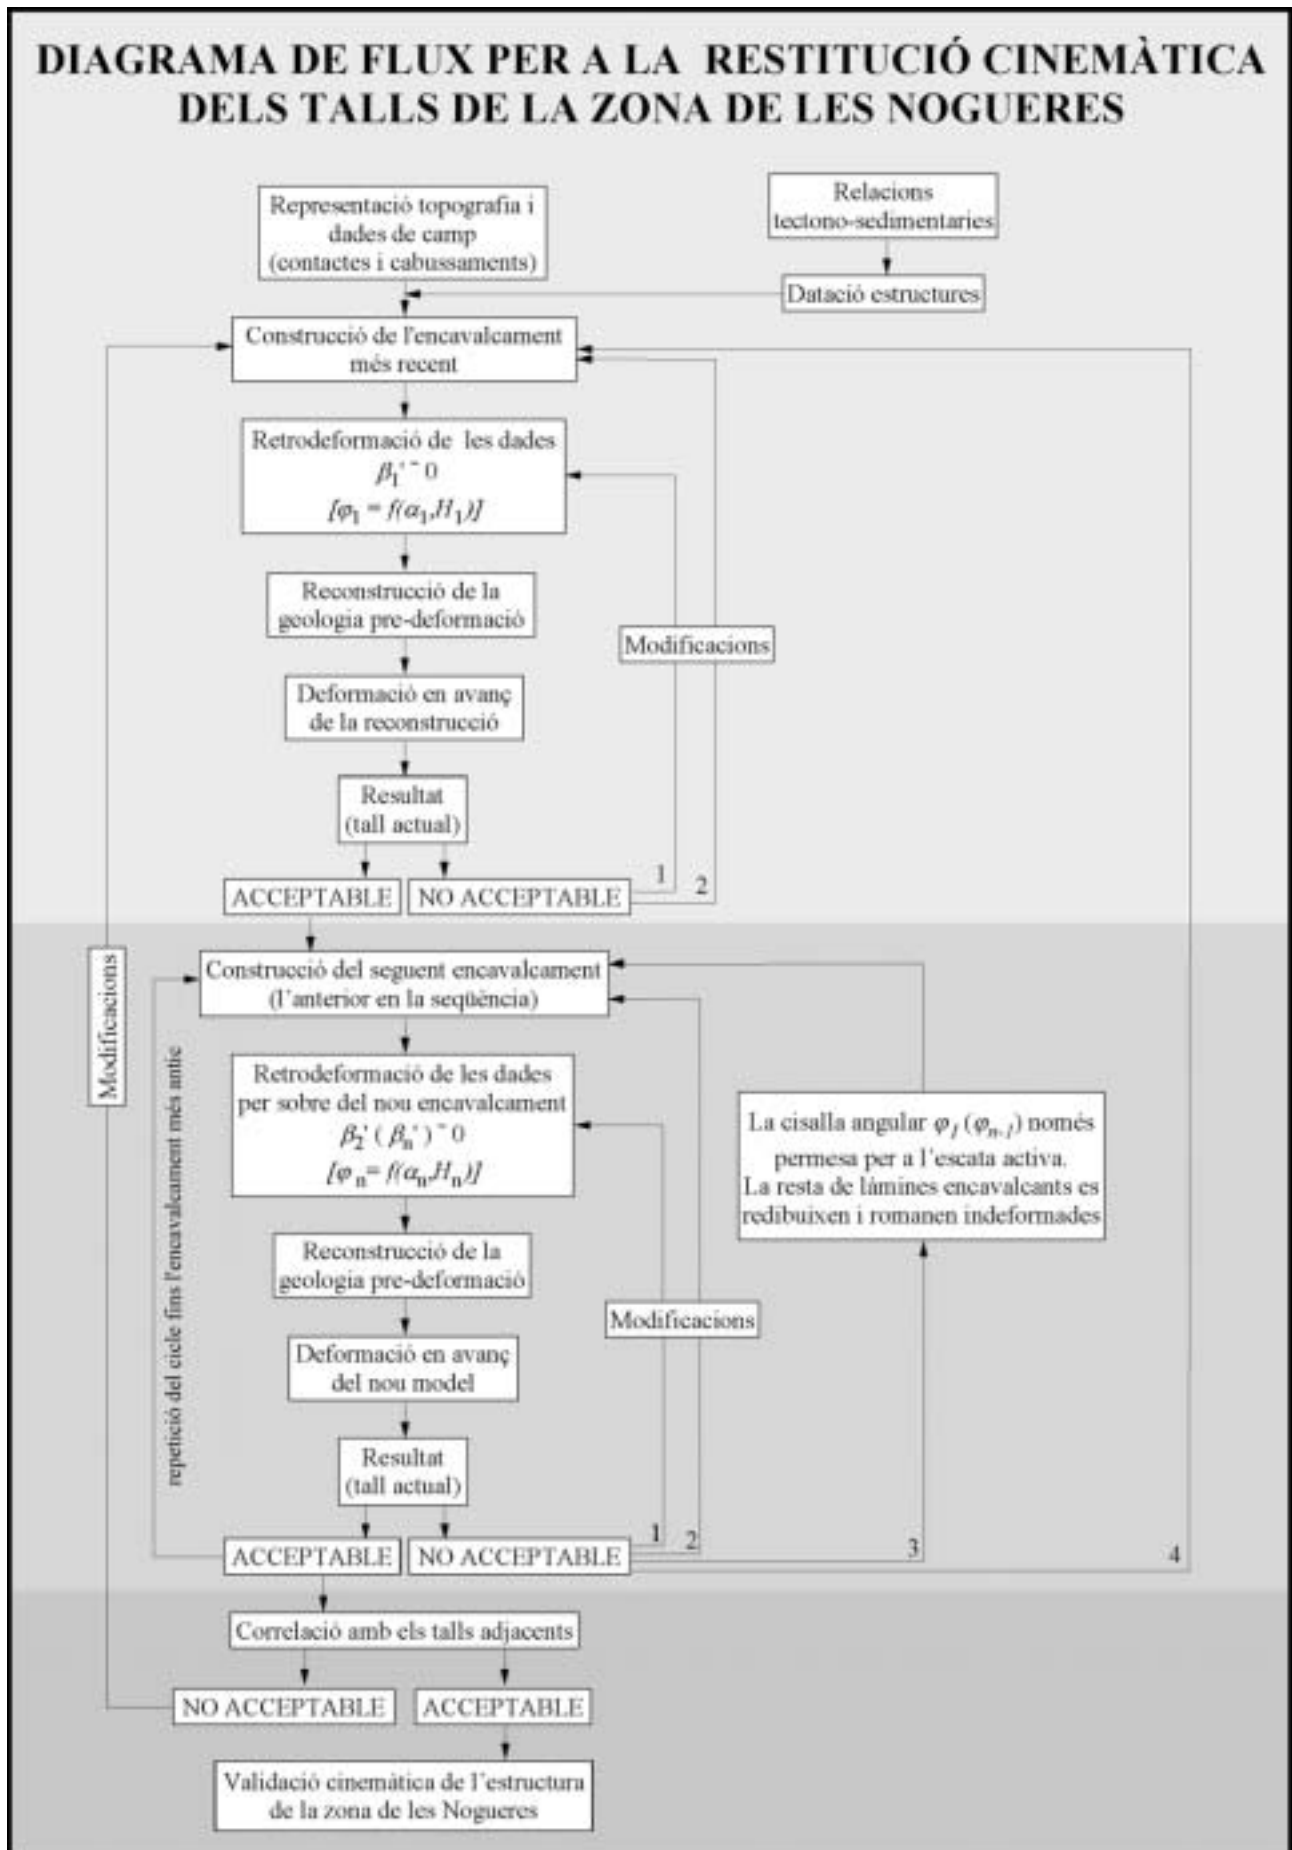 DIAGRAMA DE FLUX PER A LA RESTITUCIÓ CINEMÀTICA
DELS TALLS DE LA ZONA DE LES NOGUERES
Representació topografia i
dades de camp
(contactes i cabussaments)
Relacions
tectono-sedimentaries
Datació estructures
Construcció de l'encavalcament
més recent
Retrodeformació de les dades
β₁' ~ 0
[φ₁ = f(α₁,H₁)]
Reconstrucció de la
geologia pre-deformació
Modificacions
Deformació en avanç
de la reconstrucció
Resultat
(tall actual)
1
2
ACCEPTABLE
NO ACCEPTABLE
Modificacions
Construcció del seguent encavalcament
(l'anterior en la seqüència)
repetició del cicle fins l'encavalcament més antic
Retrodeformació de les dades
per sobre del nou encavalcament
β₂' (βₙ') ~ 0
[φₙ= f(αₙ,Hₙ)]
La cisalla angular φ₁ (φₙ₋₁) només
permesa per a l'escata activa.
La resta de làmines encavalcants es
redibuixen i romanen indeformades
Reconstrucció de la
geologia pre-deformació
Modificacions
Deformació en avanç
del nou model
Resultat
(tall actual)
1
2
3
4
ACCEPTABLE
NO ACCEPTABLE
Correlació amb els talls adjacents
NO ACCEPTABLE
ACCEPTABLE
Validació cinemàtica de l'estructura
de la zona de les Nogueres